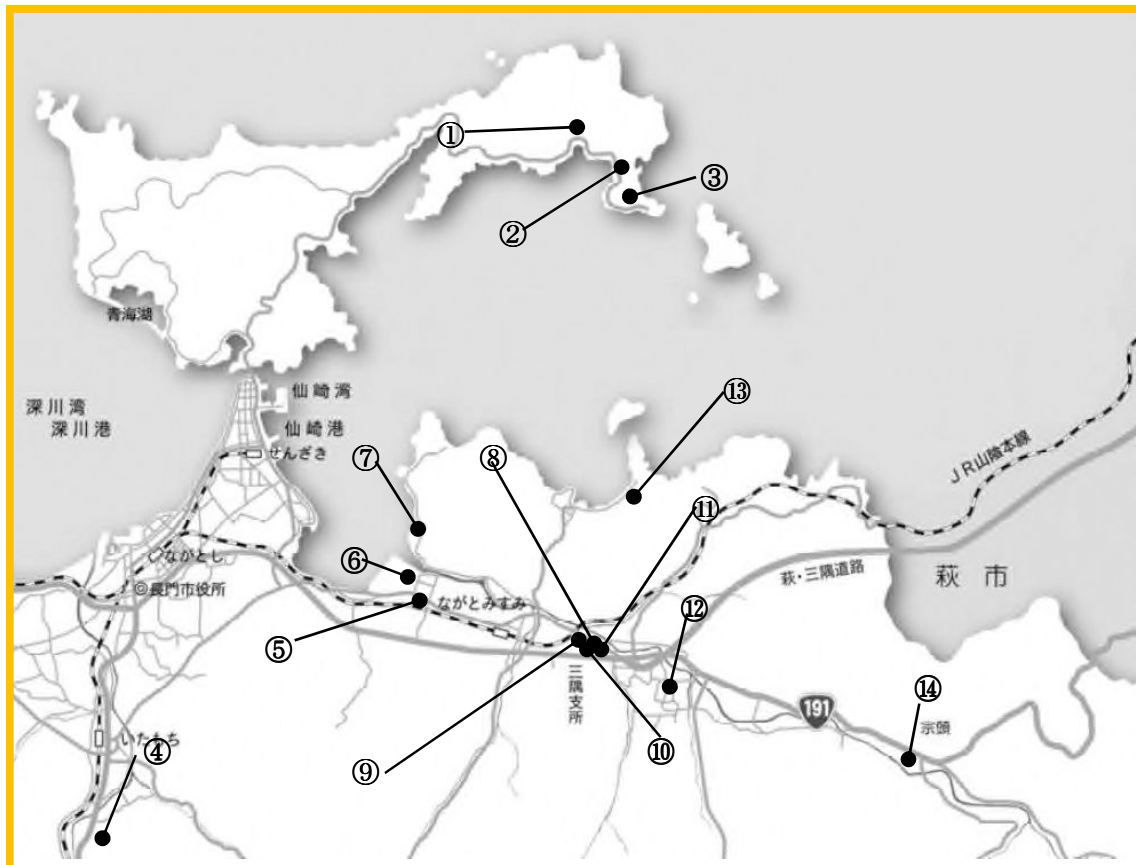 ①
②
③
青海湖
仙崎湾
深川湾
深川港
仙崎港
せんざき
⑦
⑧
⑬
⑪
JR山陰本線
ながとし
◎長門市役所
⑥
ながとみすみ
⑤
萩・三隅道路
萩市
⑫
三隅支所
191
⑭
宗頭
いたもち
④
⑨
⑩